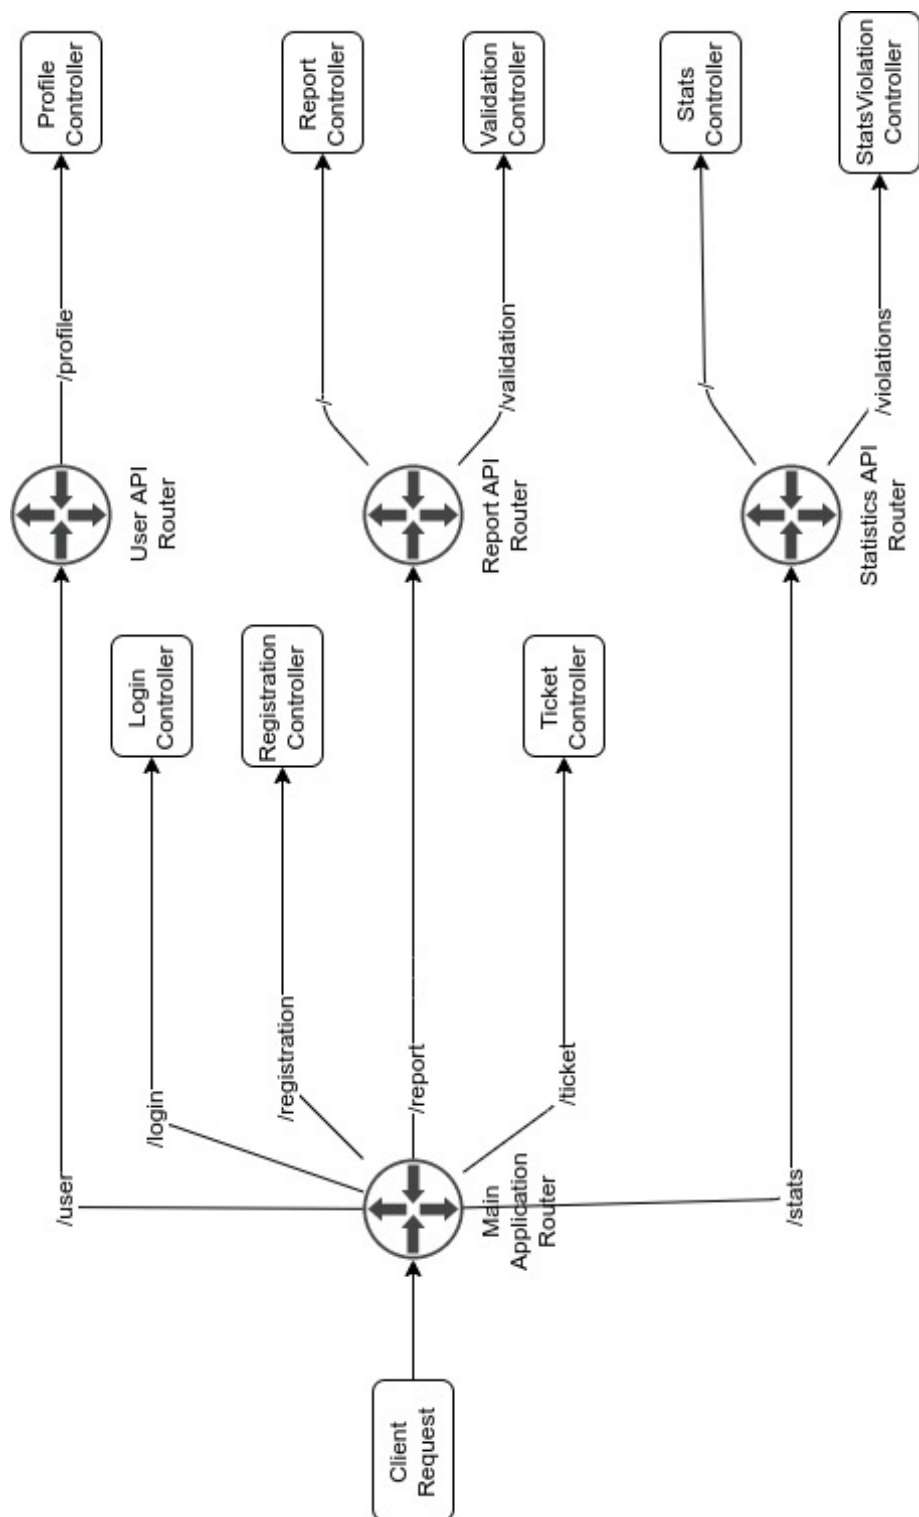 Client
Request
Main
Application
Router
/user
/login
/registration
/report
/ticket
/stats
Login
Controller
Registration
Controller
Ticket
Controller
User API
Router
Report API
Router
Statistics API
Router
/profile
/
/validation
/
/violations
Profile
Controller
Report
Controller
Validation
Controller
Stats
Controller
StatsViolation
Controller